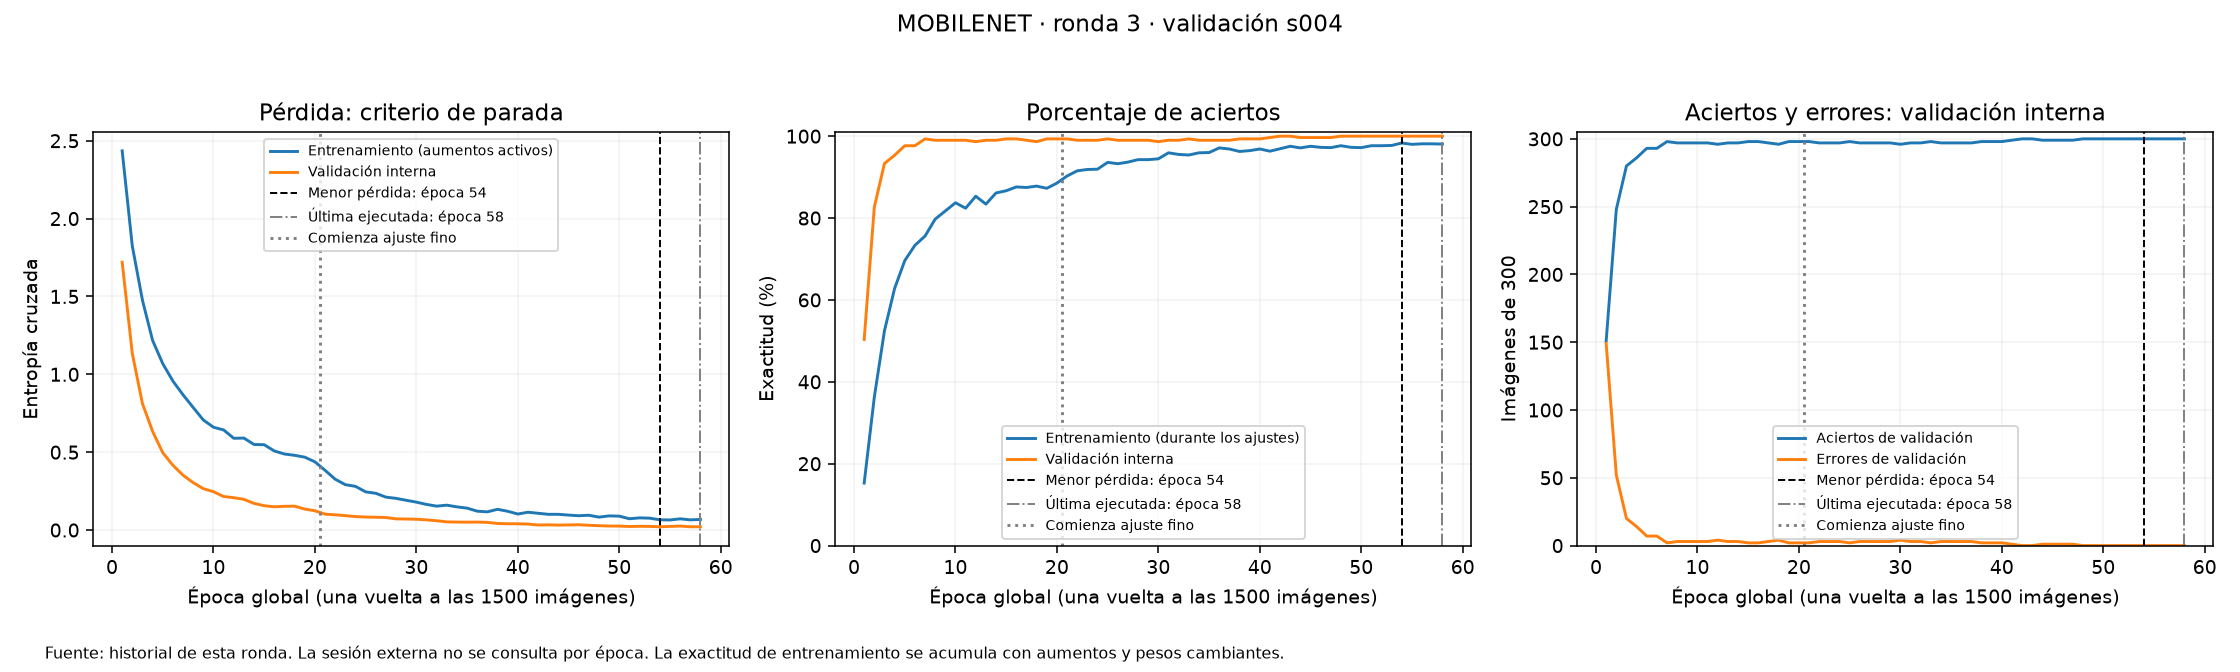 MOBILENET · ronda 3 · validación s004
Pérdida: criterio de parada
2.5
2.0
1.5
1.0
0.5
0.0
Entropía cruzada
Entrenamiento (aumentos activos)
Validación interna
Menor pérdida: época 54
Última ejecutada: época 58
Comienza ajuste fino
0 10 20 30 40 50 60
Época global (una vuelta a las 1500 imágenes)
Porcentaje de aciertos
100
80
60
40
20
0
Exactitud (%)
Entrenamiento (durante los ajustes)
Validación interna
Menor pérdida: época 54
Última ejecutada: época 58
Comienza ajuste fino
0 10 20 30 40 50 60
Época global (una vuelta a las 1500 imágenes)
Aciertos y errores: validación interna
300
250
200
150
100
50
0
Imágenes de 300
Aciertos de validación
Errores de validación
Menor pérdida: época 54
Última ejecutada: época 58
Comienza ajuste fino
0 10 20 30 40 50 60
Época global (una vuelta a las 1500 imágenes)
Fuente: historial de esta ronda. La sesión externa no se consulta por época. La exactitud de entrenamiento se acumula con aumentos y pesos cambiantes.